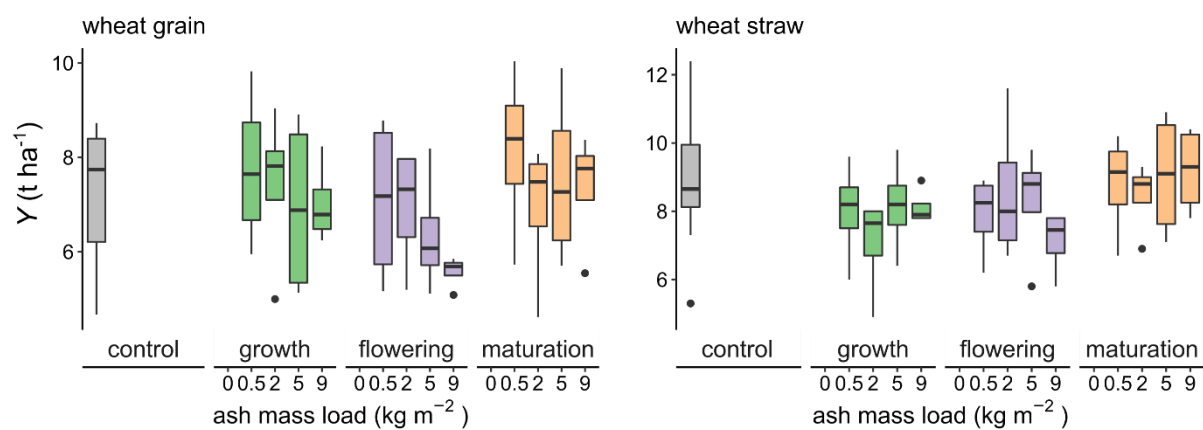 wheat grain
Y (t ha⁻¹)
10
8
6
control growth flowering maturation
0 0.5 2 5 9 0 0.5 2 5 9 0 0.5 2 5 9
ash mass load (kg m⁻²)
wheat straw
12
10
8
6
control growth flowering maturation
0 0.5 2 5 9 0 0.5 2 5 9 0 0.5 2 5 9
ash mass load (kg m⁻²)